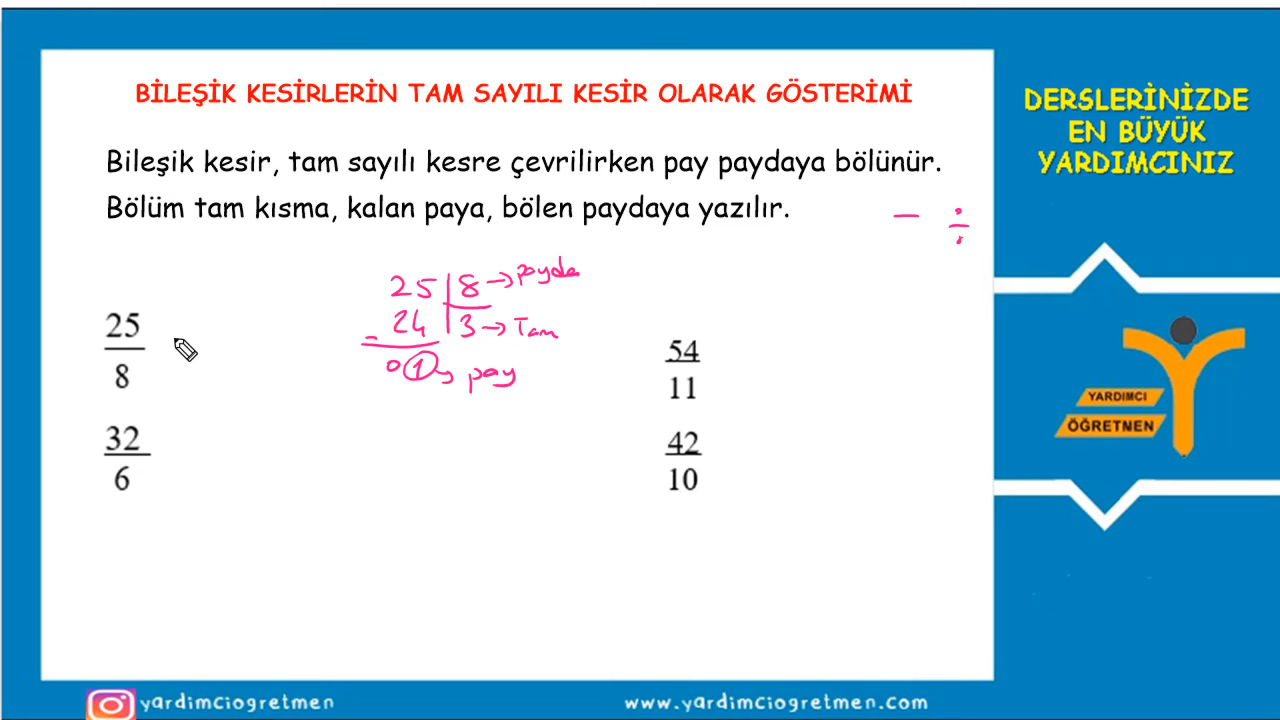 BİLEŞİK KESİRLERİN TAM SAYILI KESİR OLARAK GÖSTERİMİ
Bileşik kesir, tam sayılı kesre çevrilirken pay paydaya bölünür.
Bölüm tam kısma, kalan paya, bölen paydaya yazılır.
− ÷
25 | 8 → payda
- 24 | 3 → Tam
01 → pay
25
8
32
6
54
11
42
10
DERSLERİNİZDE
EN BÜYÜK
YARDIMCINIZ
YARDIMCI
ÖĞRETMEN
yardimciogretmen
www.yardimciogretmen.com